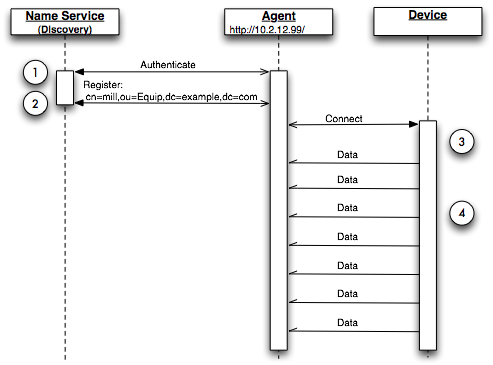 Name Service
(Discovery)
Agent
http://10.2.12.99/
Device
1
Authenticate
Register:
2
cn=mill,ou=Equip,dc=example,dc=com
Connect
3
Data
Data
Data
4
Data
Data
Data
Data